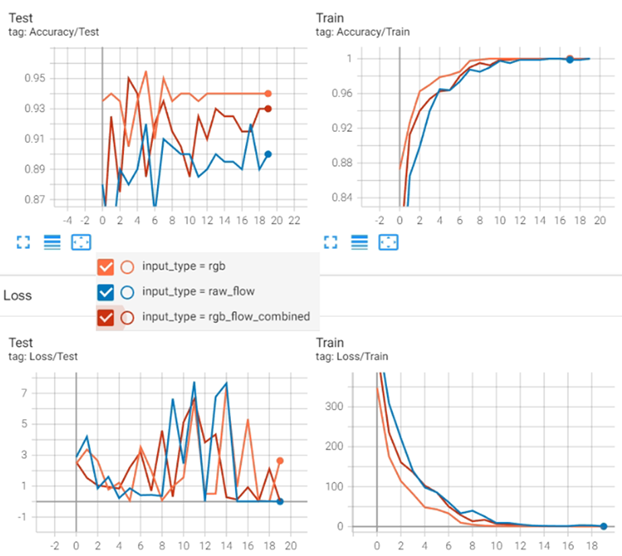 Test
tag: Accuracy/Test
0.95
0.93
0.91
0.89
0.87
-4 -2 0 2 4 6 8 10 12 14 16 18 20 22
Train
tag: Accuracy/Train
1
0.96
0.92
0.88
0.84
-2 0 2 4 6 8 10 12 14 16 18 20
input_type = rgb
input_type = raw_flow
input_type = rgb_flow_combined
Loss
Test
tag: Loss/Test
7
5
3
1
-1
-2 0 2 4 6 8 10 12 14 16 18 20
Train
tag: Loss/Train
300
200
100
0
0 2 4 6 8 10 12 14 16 18